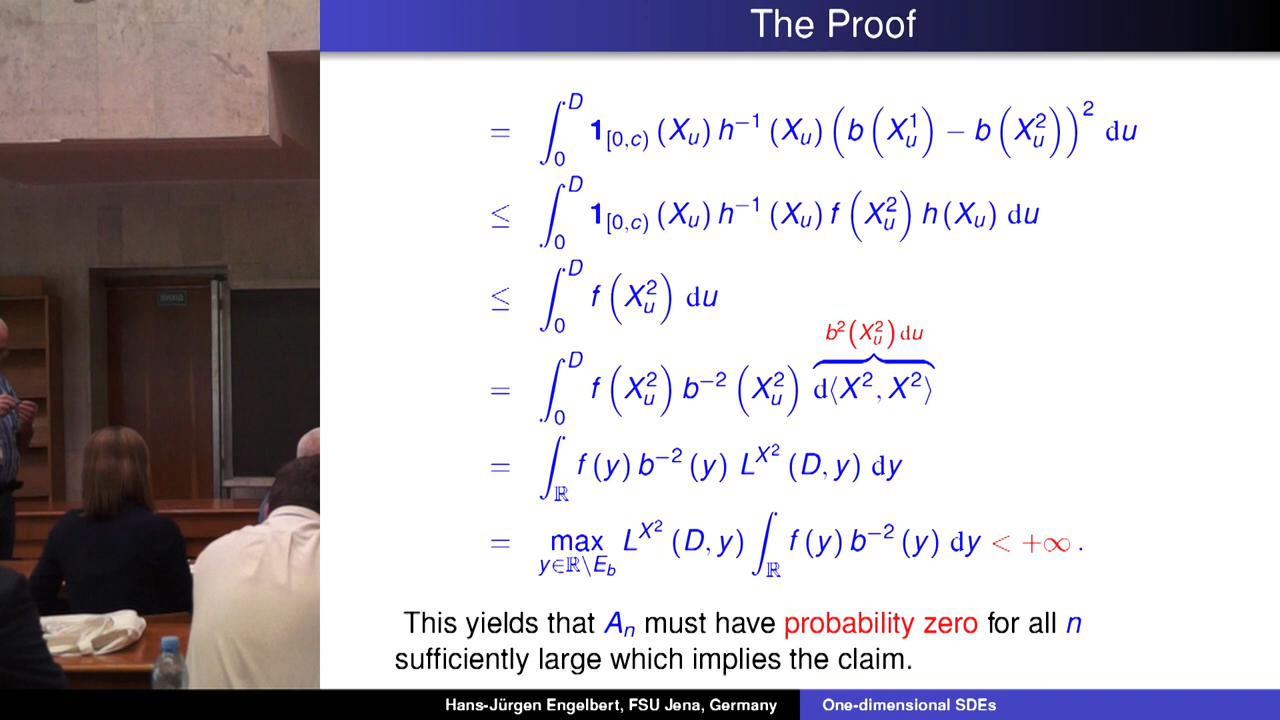 The Proof
= ∫_0^D 𝟏_{[0,c)} (X_u) h^{-1} (X_u) ( b ( X_u^1 ) − b ( X_u^2 ) )^2 du
≤ ∫_0^D 𝟏_{[0,c)} (X_u) h^{-1} (X_u) f ( X_u^2 ) h (X_u) du
≤ ∫_0^D f ( X_u^2 ) du
b^2 ( X_u^2 ) du
= ∫_0^D f ( X_u^2 ) b^{-2} ( X_u^2 ) d⟨X^2, X^2⟩
= ∫_ℝ f (y) b^{-2} (y) L^{X^2} (D, y) dy
= max_{y∈ℝ\E_b} L^{X^2} (D, y) ∫_ℝ f (y) b^{-2} (y) dy < +∞ .
This yields that A_n must have probability zero for all n
sufficiently large which implies the claim.
Hans-Jürgen Engelbert, FSU Jena, Germany One-dimensional SDEs
ВЫХОД